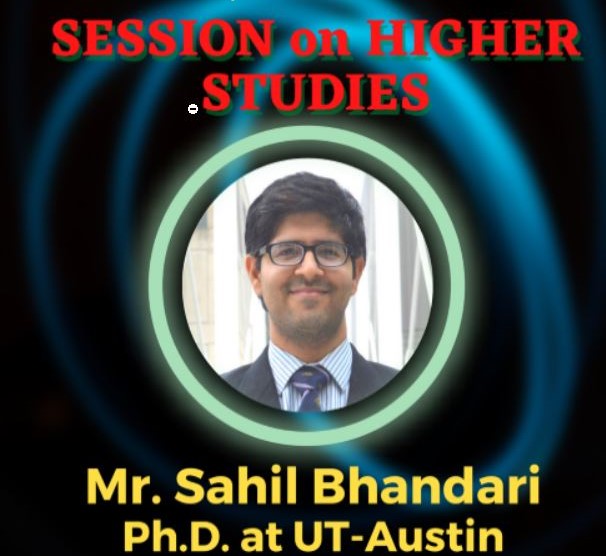 SESSION on HIGHER
STUDIES
Mr. Sahil Bhandari
Ph.D. at UT-Austin